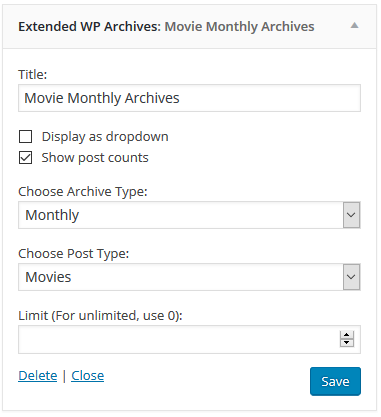 Extended WP Archives: Movie Monthly Archives
Title:
Movie Monthly Archives
Display as dropdown
Show post counts
Choose Archive Type:
Monthly
Choose Post Type:
Movies
Limit (For unlimited, use 0):
Delete | Close
Save